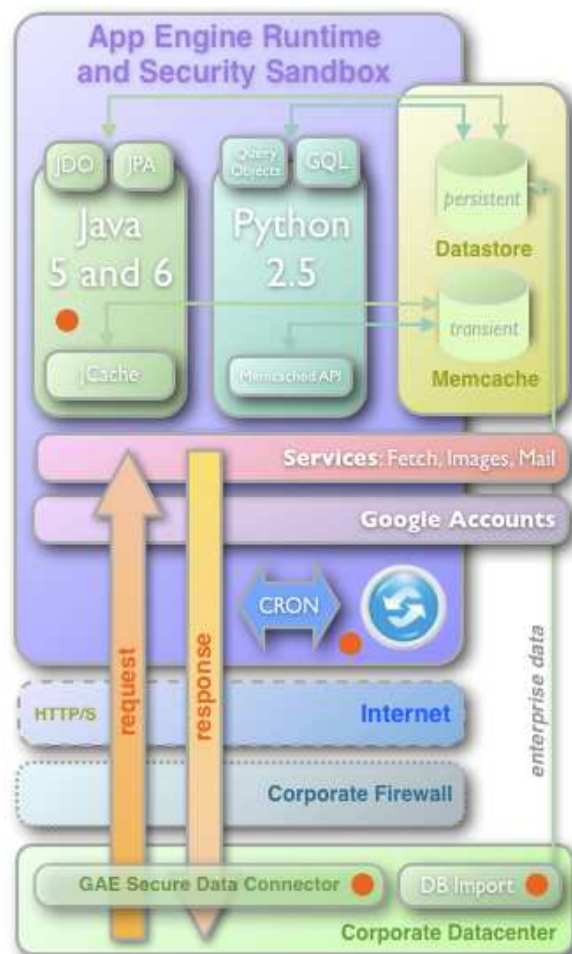 App Engine Runtime
and Security Sandbox
JDO
JPA
Query
Objects
GQL
persistent
Java
5 and 6
Python
2.5
Datastore
transient
jCache
Memcached API
Memcache
Services: Fetch, Images, Mail
Google Accounts
CRON
request
response
enterprise data
HTTP/S
Internet
Corporate Firewall
GAE Secure Data Connector
DB Import
Corporate Datacenter